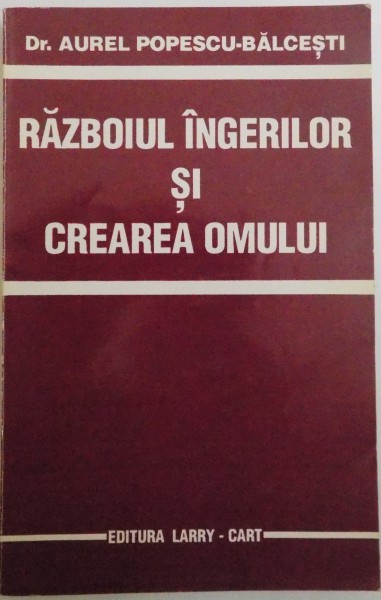 Dr. AUREL POPESCU-BĂLCEȘTI
RĂZBOIUL ÎNGERILOR
ȘI
CREAREA OMULUI
EDITURA LARRY - CART